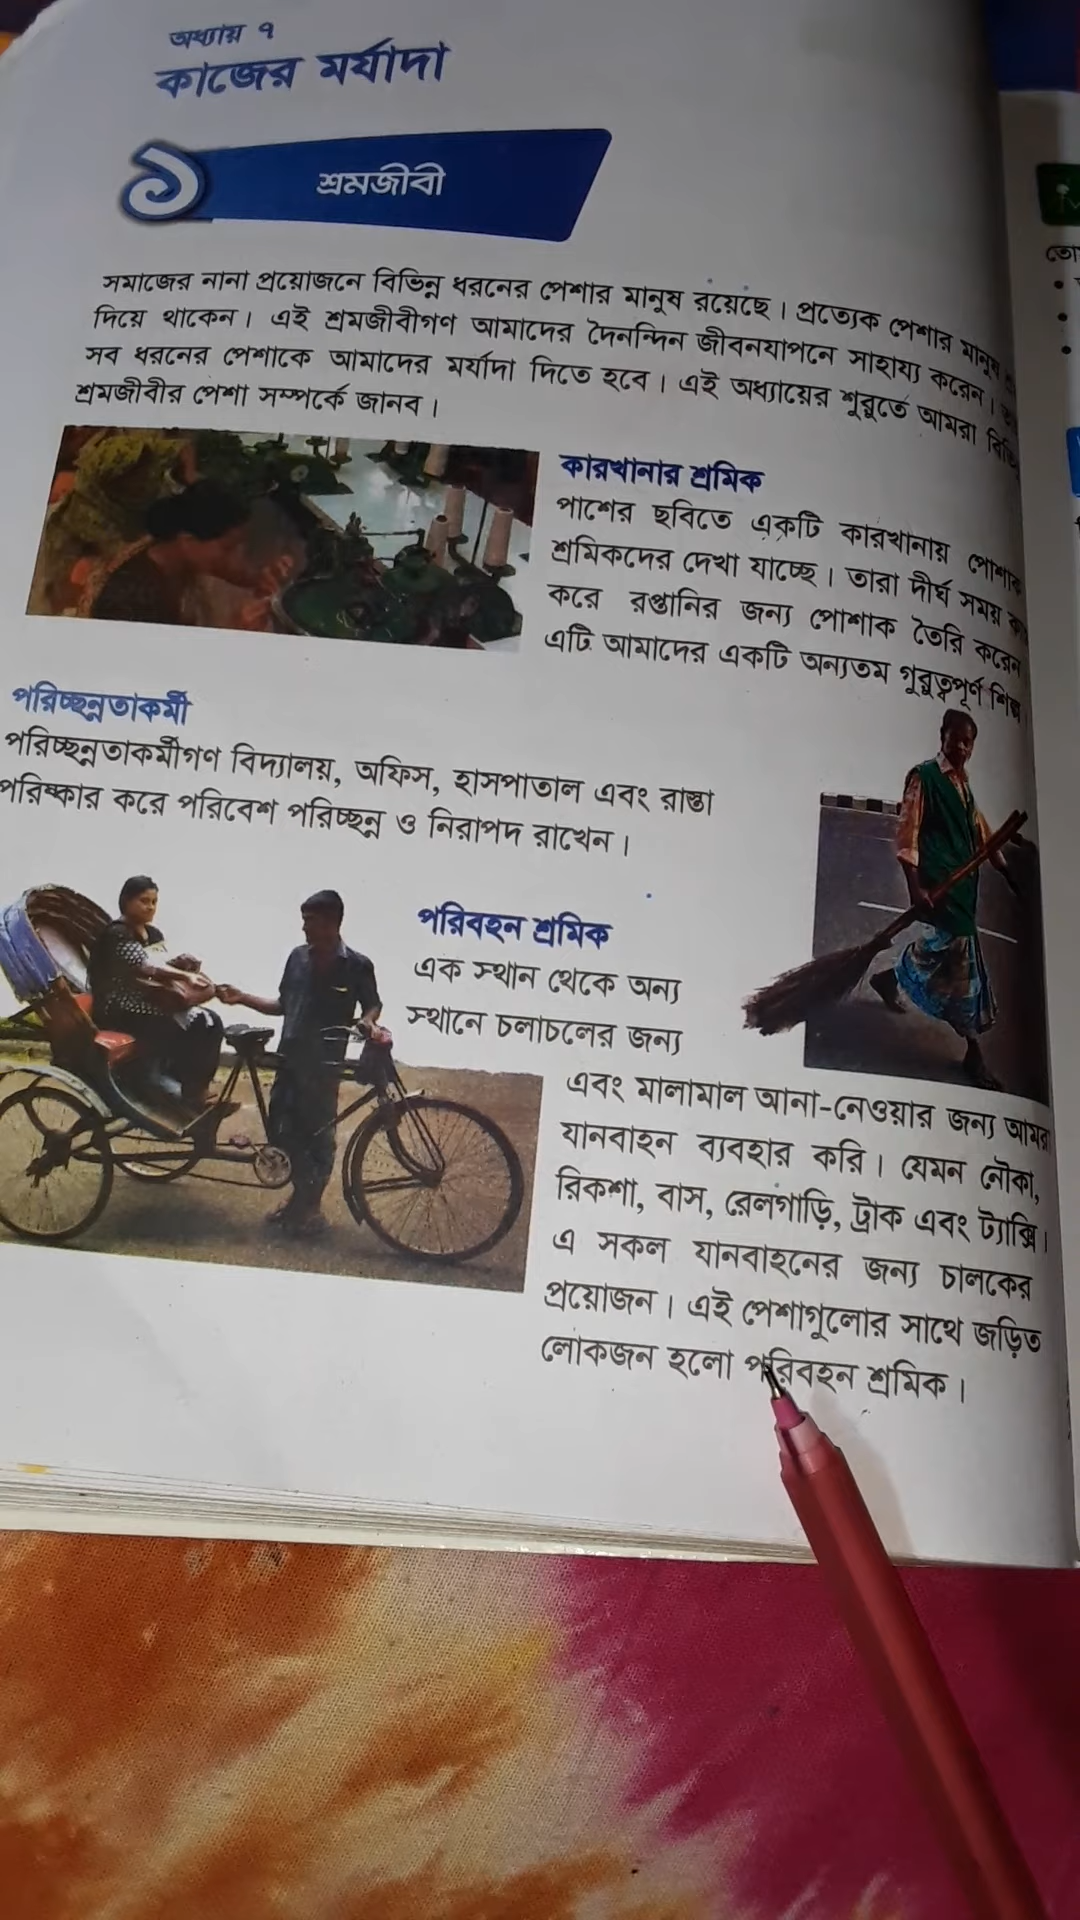 অধ্যায় ৭
কাজের মর্যাদা
১
শ্রমজীবী
সমাজের নানা প্রয়োজনে বিভিন্ন ধরনের পেশার মানুষ রয়েছে। প্রত্যেক পেশার মানুষ
দিয়ে থাকেন। এই শ্রমজীবীগণ আমাদের দৈনন্দিন জীবনযাপনে সাহায্য করেন।
সব ধরনের পেশাকে আমাদের মর্যাদা দিতে হবে। এই অধ্যায়ের শুরুতে আমরা
শ্রমজীবীর পেশা সম্পর্কে জানব।
কারখানার শ্রমিক
পাশের ছবিতে একটি কারখানায় পোশাক
শ্রমিকদের দেখা যাচ্ছে। তারা দীর্ঘ সময়
করে রপ্তানির জন্য পোশাক তৈরি করেন
এটি আমাদের একটি অন্যতম গুরুত্বপূর্ণ শিল্প
পরিচ্ছন্নতাকর্মী
পরিচ্ছন্নতাকর্মীগণ বিদ্যালয়, অফিস, হাসপাতাল এবং রাস্তা
পরিষ্কার করে পরিবেশ পরিচ্ছন্ন ও নিরাপদ রাখেন।
পরিবহন শ্রমিক
এক স্থান থেকে অন্য
স্থানে চলাচলের জন্য
এবং মালামাল আনা-নেওয়ার জন্য আমরা
যানবাহন ব্যবহার করি। যেমন নৌকা,
রিকশা, বাস, রেলগাড়ি, ট্রাক এবং ট্যাক্সি।
এ সকল যানবাহনের জন্য চালকের
প্রয়োজন। এই পেশাগুলোর সাথে জড়িত
লোকজন হলো পরিবহন শ্রমিক।